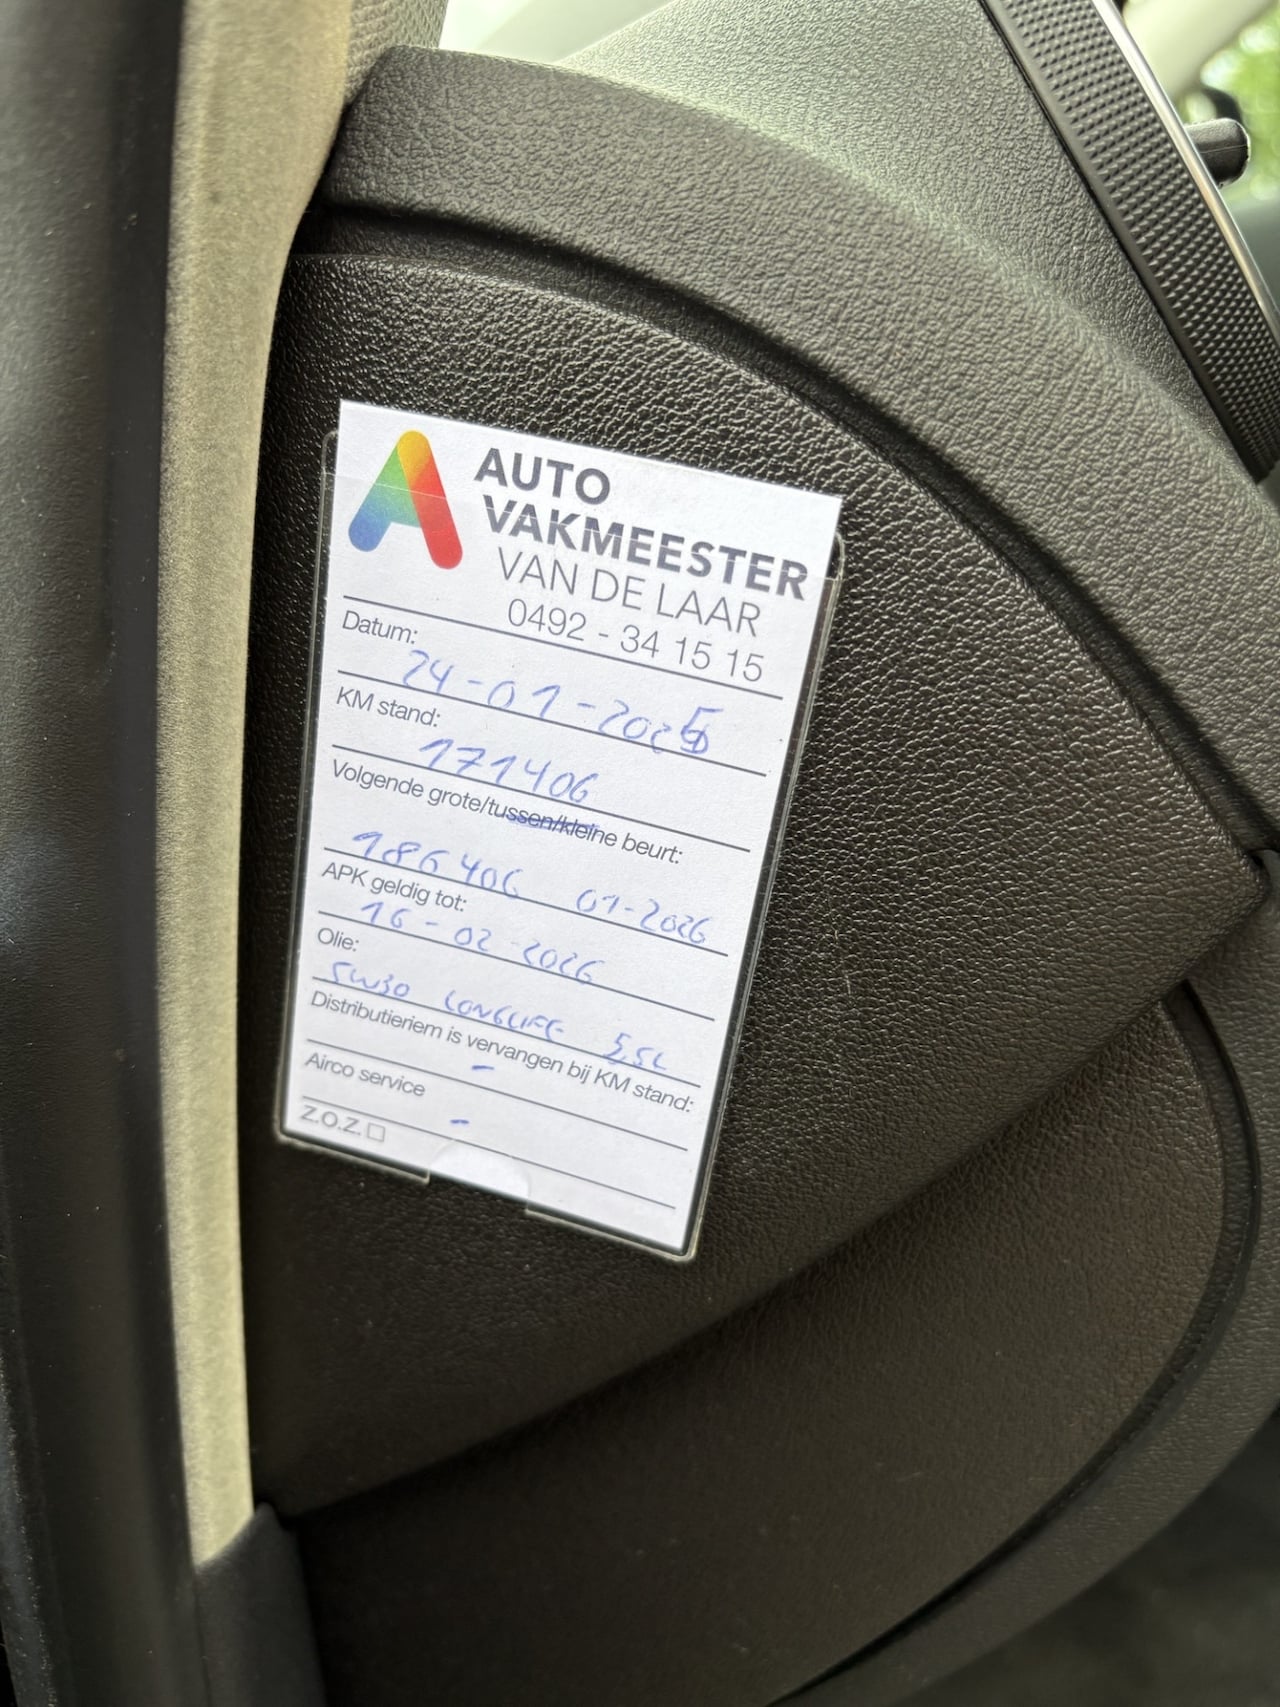 AUTO
VAKMEESTER
VAN DE LAAR
0492 - 34 15 15
Datum:
24-01-2025
KM stand:
171406
Volgende grote/tussen/kleine beurt:
186406 01-2026
APK geldig tot:
16-02-2026
Olie:
5W30 LONGLIFE 5,5L
Distributieriem is vervangen bij KM stand:
-
Airco service
-
Z.O.Z.